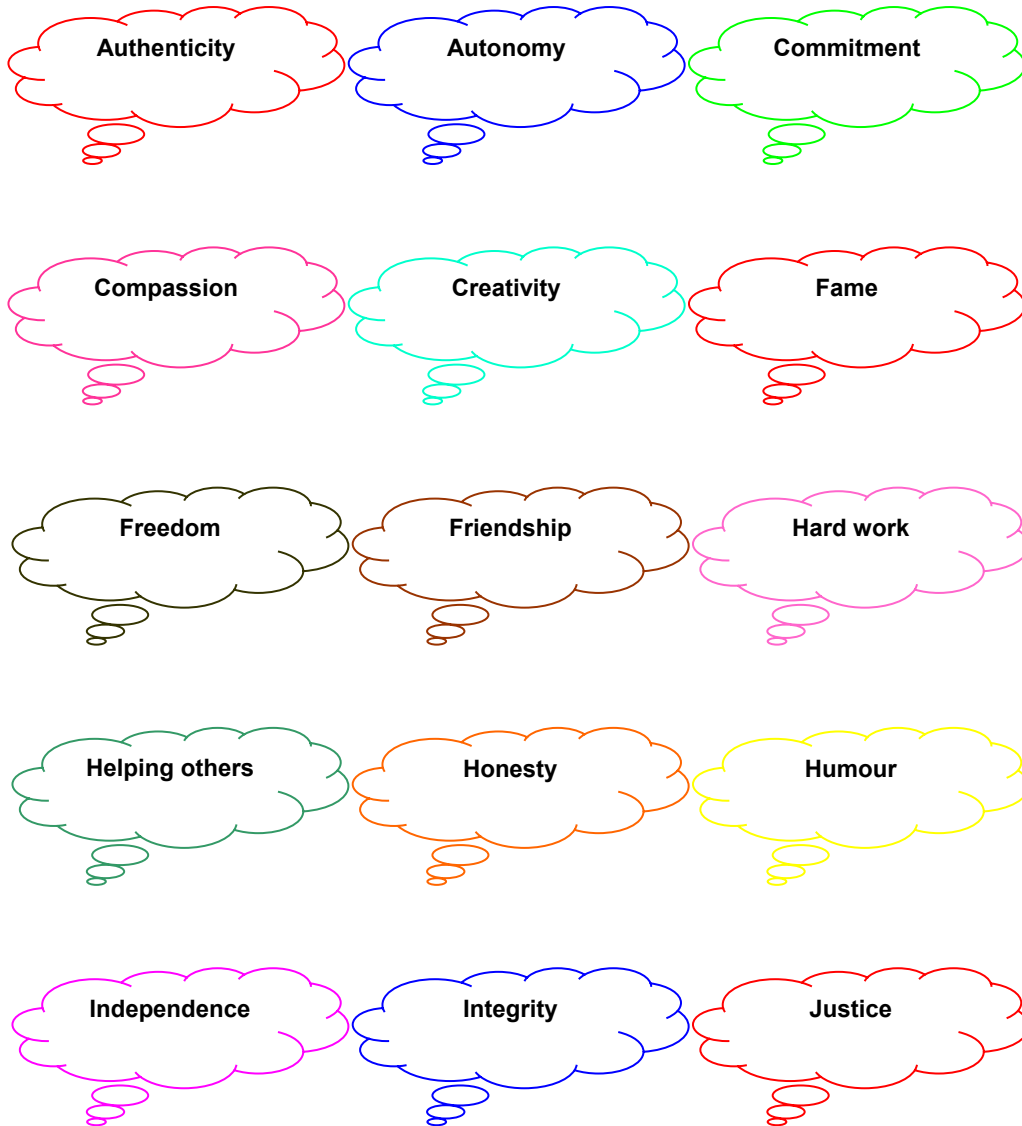 Authenticity
Autonomy
Commitment
Compassion
Creativity
Fame
Freedom
Friendship
Hard work
Helping others
Honesty
Humour
Independence
Integrity
Justice